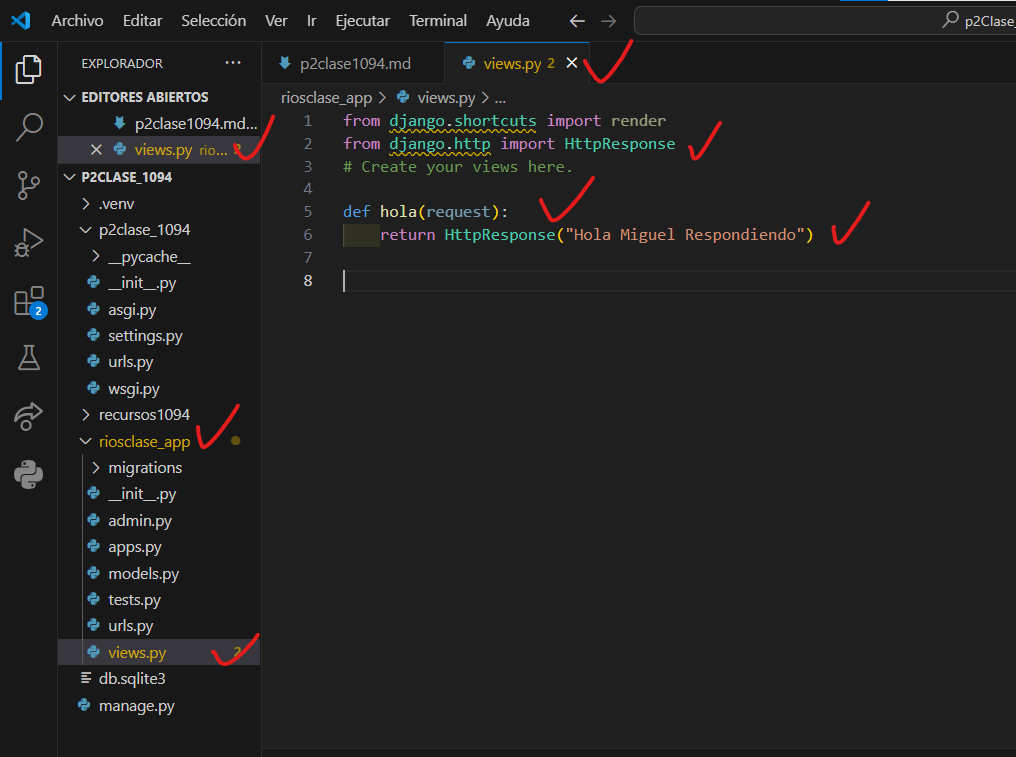 Archivo Editar Selección Ver Ir Ejecutar Terminal Ayuda p2Clase_
EXPLORADOR ...
p2clase1094.md views.py 2
EDITORES ABIERTOS
p2clase1094.md...
views.py rio... 2
P2CLASE_1094
.venv
p2clase_1094
__pycache__
__init__.py
asgi.py
settings.py
urls.py
wsgi.py
recursos1094
riosclase_app
migrations
__init__.py
admin.py
apps.py
models.py
tests.py
urls.py
views.py 2
db.sqlite3
manage.py
2
riosclase_app > views.py > ...
1 from django.shortcuts import render
2 from django.http import HttpResponse
3 # Create your views here.
4
5 def hola(request):
6 return HttpResponse("Hola Miguel Respondiendo")
7
8